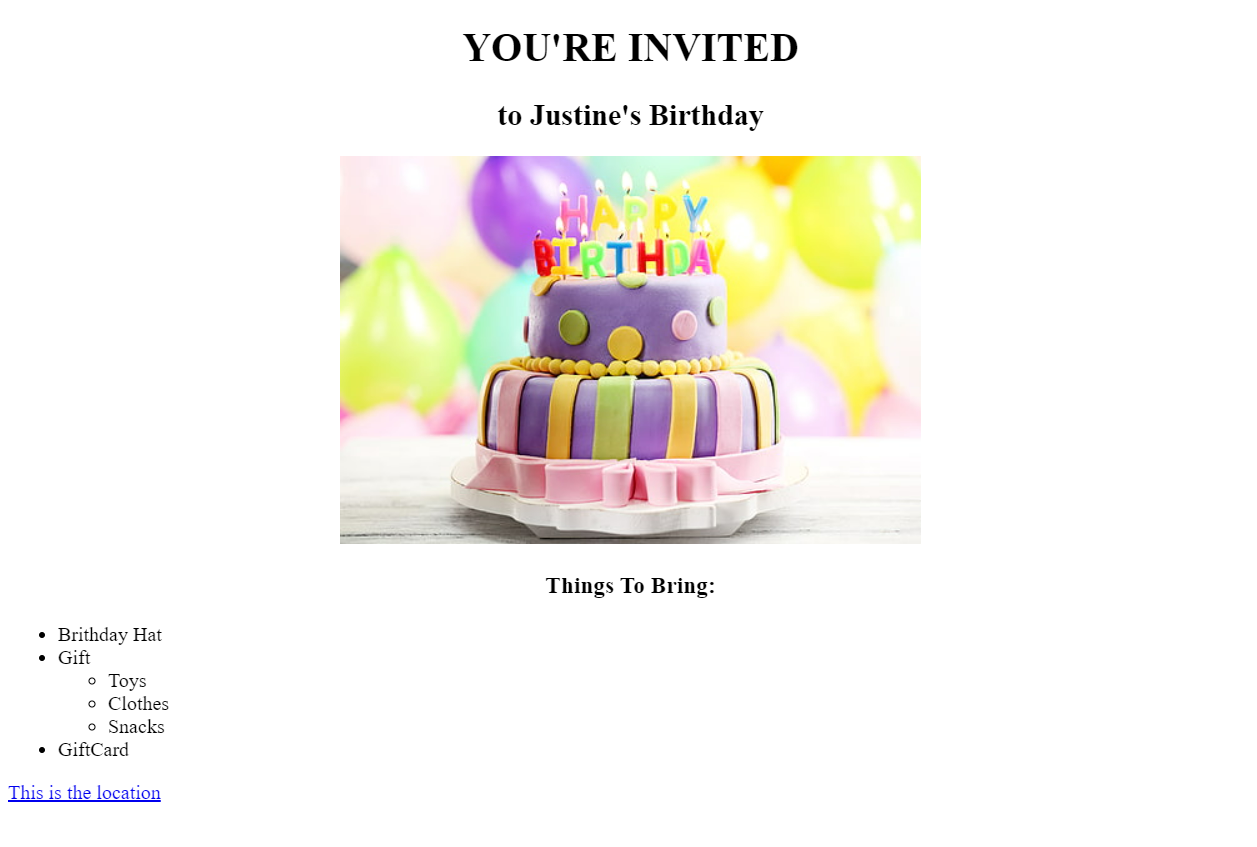 YOU'RE INVITED
to Justine's Birthday
HAPPY
BIRTHDAY
Things To Bring:
Brithday Hat
Gift
Toys
Clothes
Snacks
GiftCard
This is the location